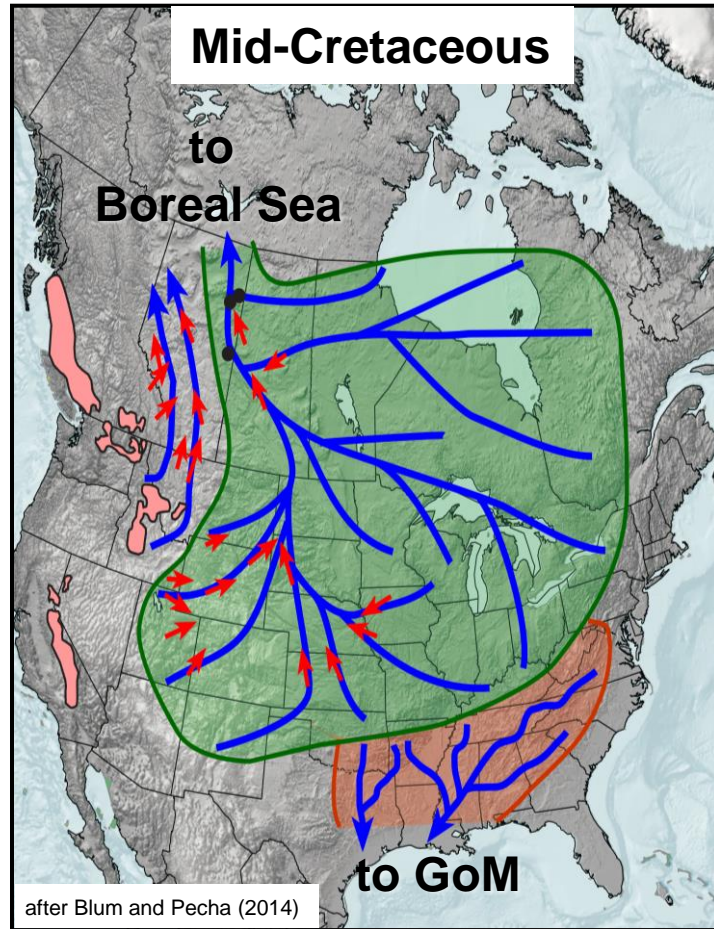 Mid-Cretaceous
to
Boreal Sea
to GoM
after Blum and Pecha (2014)